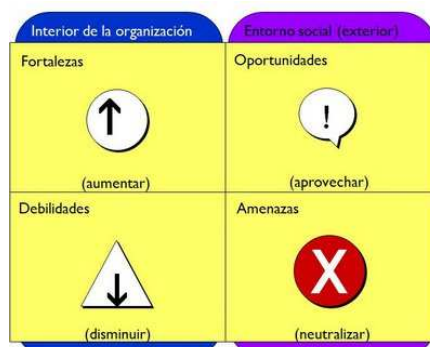 Interior de la organización
Entorno social (exterior)
Fortalezas
Oportunidades
!
(aumentar)
(aprovechar)
Debilidades
Amenazas
X
(disminuir)
(neutralizar)